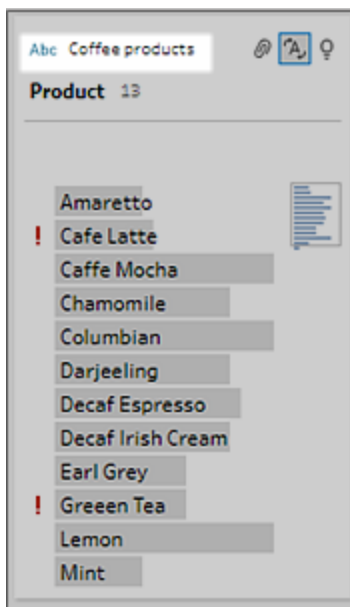 Abc Coffee products
Product 13
Amaretto
! Cafe Latte
Caffe Mocha
Chamomile
Columbian
Darjeeling
Decaf Espresso
Decaf Irish Cream
Earl Grey
! Greeen Tea
Lemon
Mint